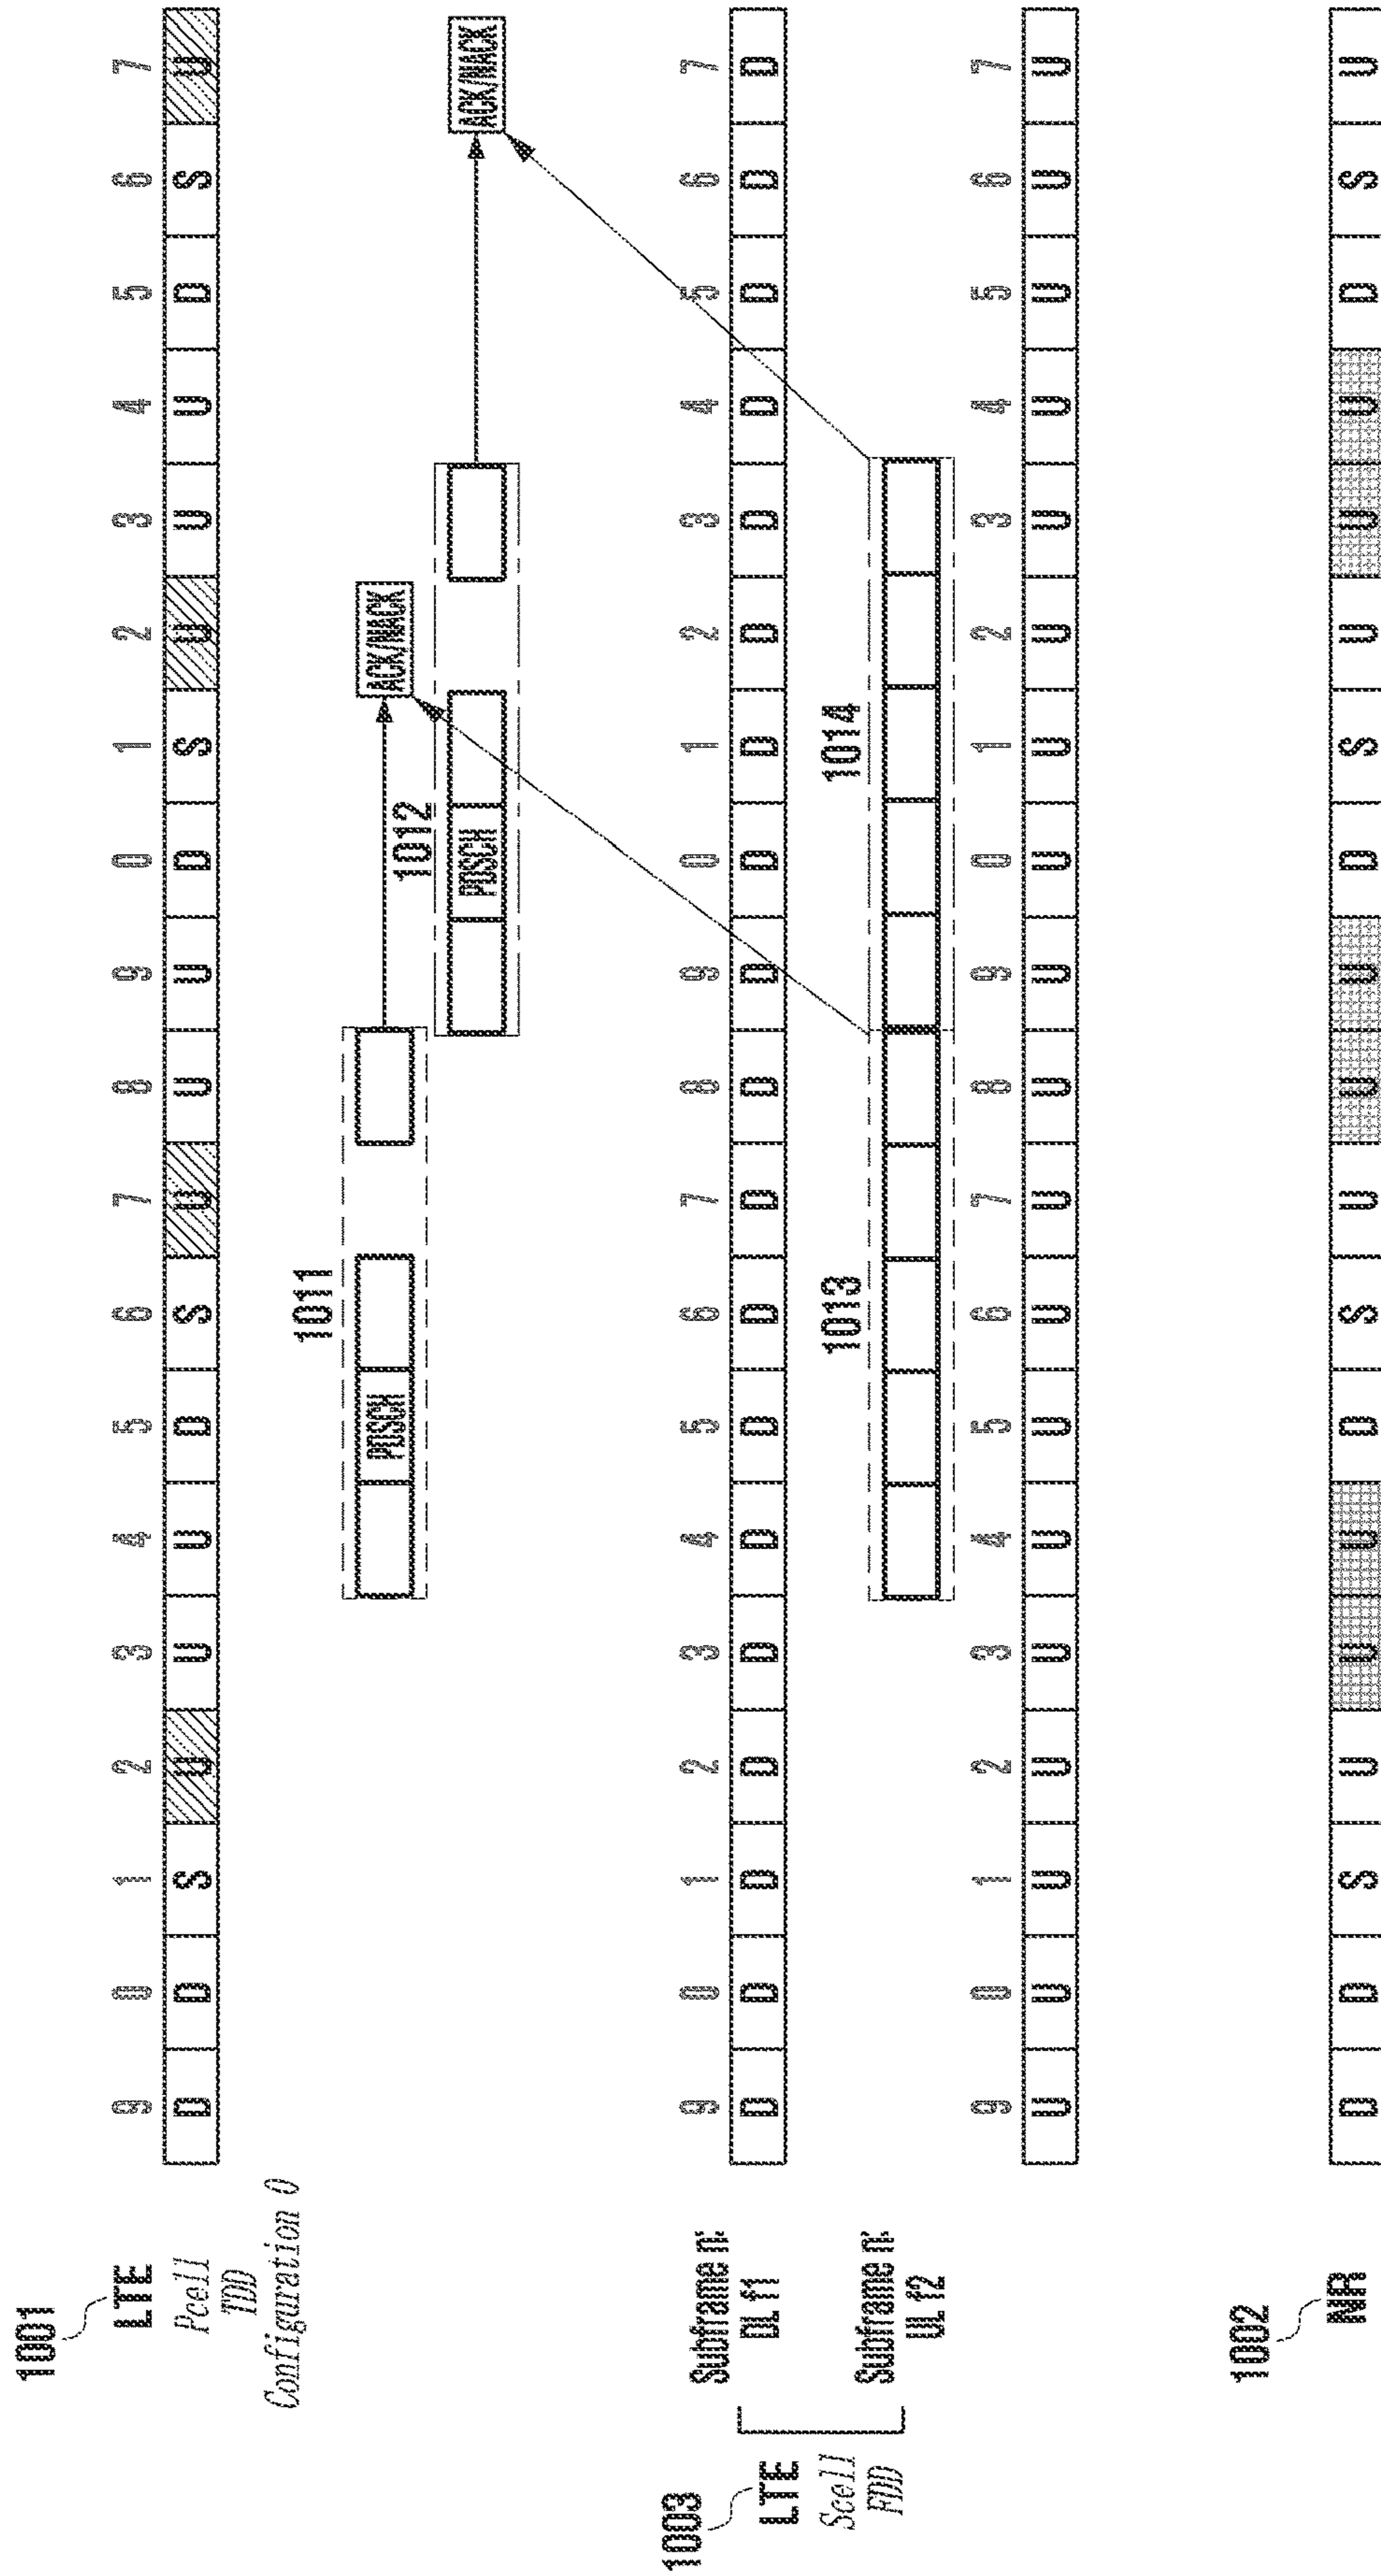 1001
LTE
Pcell
TDD
Configuration 0
9 0 1 2 3 4 5 6 7 8 9 0 1 2 3 4 5 6 7
D D S U U U D S U U U D S U U U D S U
1011
PDSCH
ACK/NACK
1012
PDSCH
ACK/NACK
1003
LTE
Scell
FDD
Subframe n'
DL f1
9 0 1 2 3 4 5 6 7 8 9 0 1 2 3 4 5 6 7
D D D D D D D D D D D D D D D D D D D
1013
1014
Subframe n'
UL f2
9 0 1 2 3 4 5 6 7 8 9 0 1 2 3 4 5 6 7
U U U U U U U U U U U U U U U U U U U
1002
NR
D D S U U U D S U U U D S U U U D S U